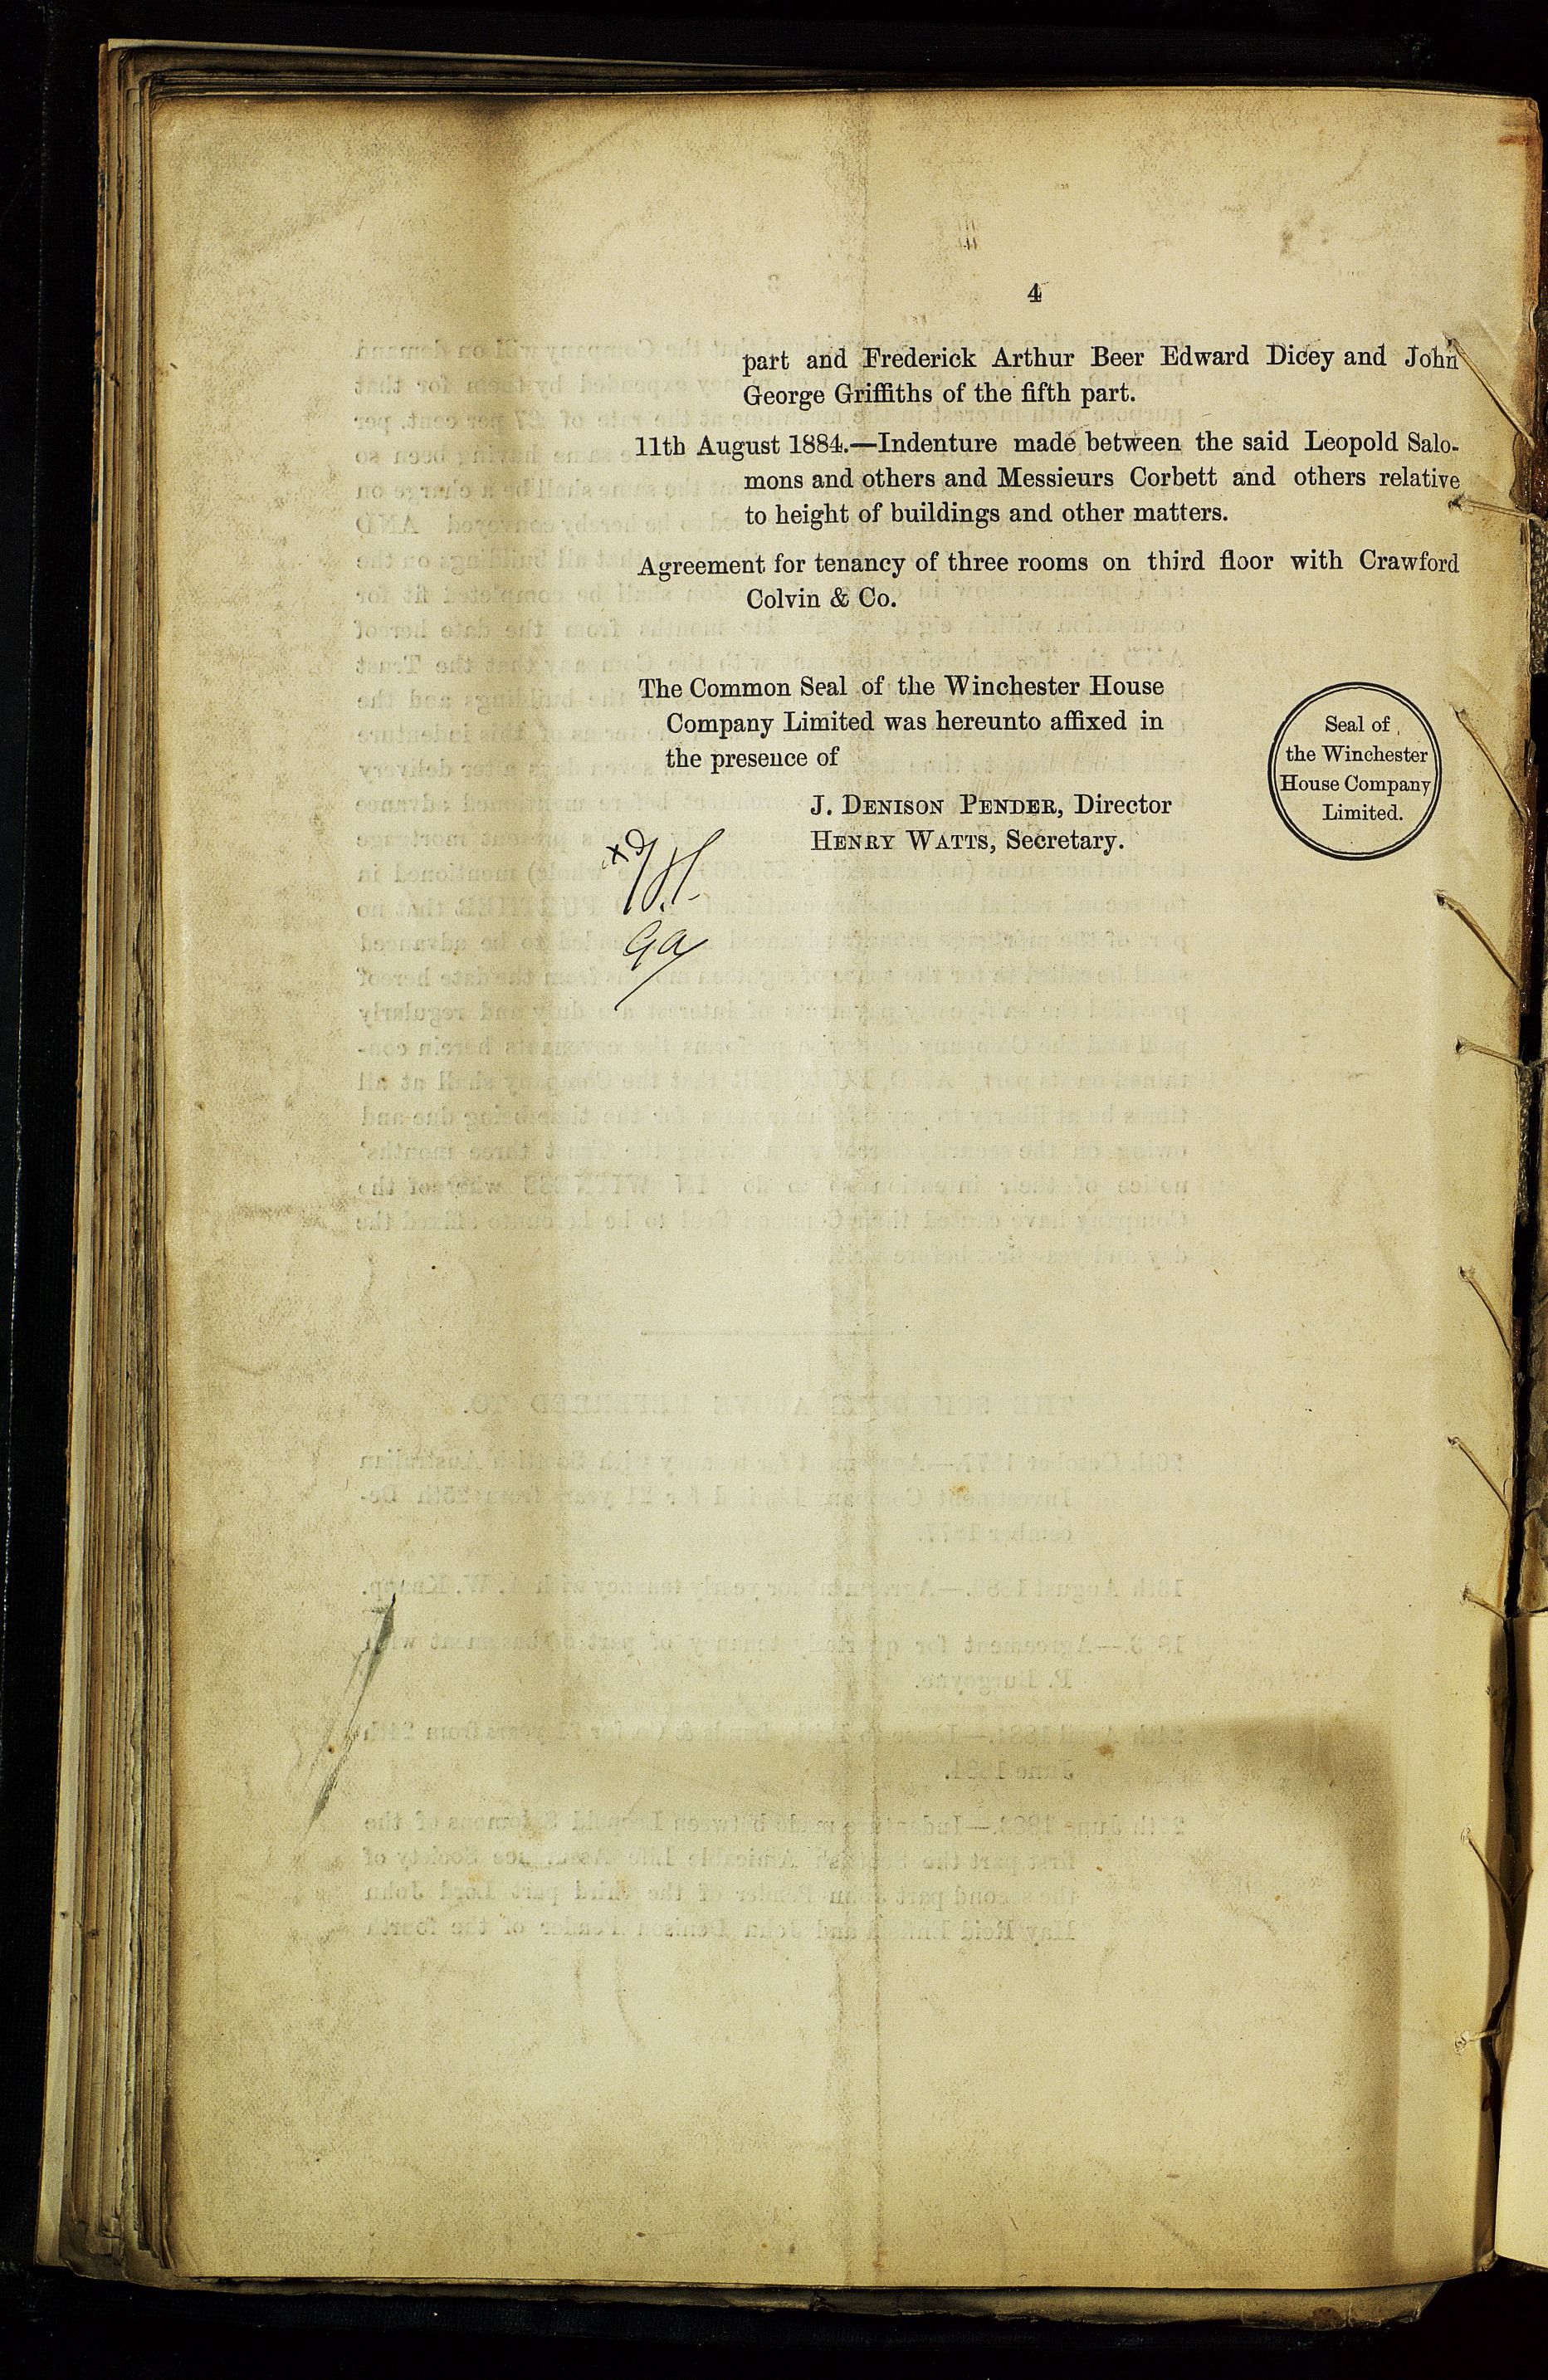 4
part and Frederick Arthur Beer Edward Dicey and John
George Griffiths of the fifth part.
11th August 1884.—Indenture made between the said Leopold Salo-
mons and others and Messieurs Corbett and others relative
to height of buildings and other matters.
Agreement for tenancy of three rooms on third floor with Crawford
Colvin & Co.
The Common Seal of the Winchester House
Company Limited was hereunto affixed in
the presence of
J. DENISON PENDER, Director
HENRY WATTS, Secretary.
Seal of
the Winchester
House Company
Limited.